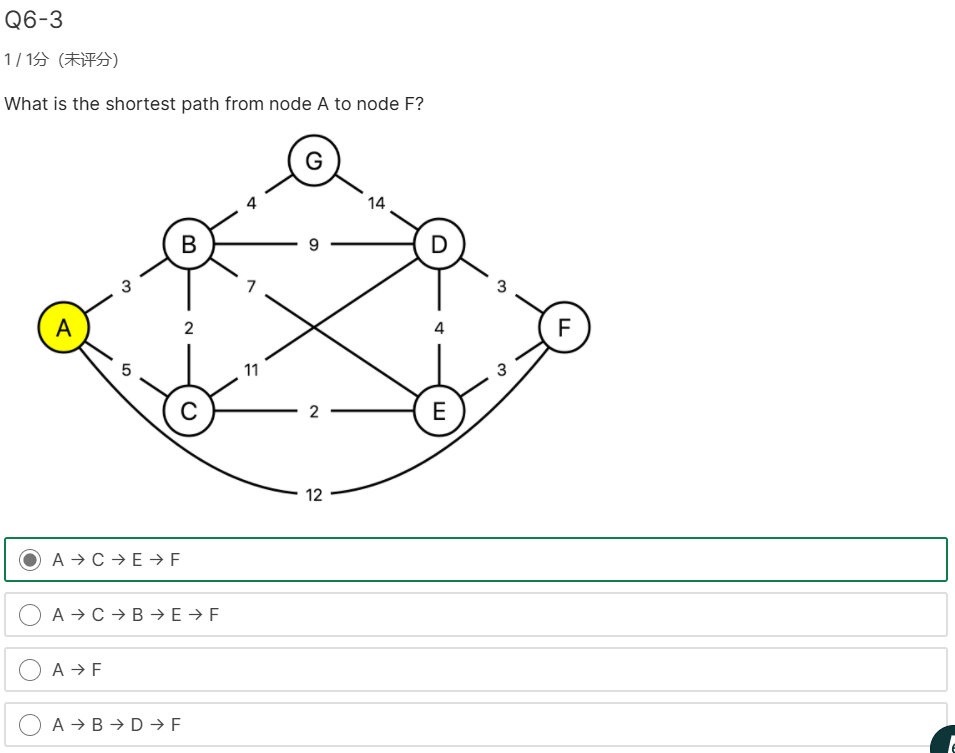 Q6-3
1 / 1分（未评分）
What is the shortest path from node A to node F?
G
4
14
B
9
D
3
7
3
A
2
4
F
5
11
3
C
2
E
12
A → C → E → F
A → C → B → E → F
A → F
A → B → D → F